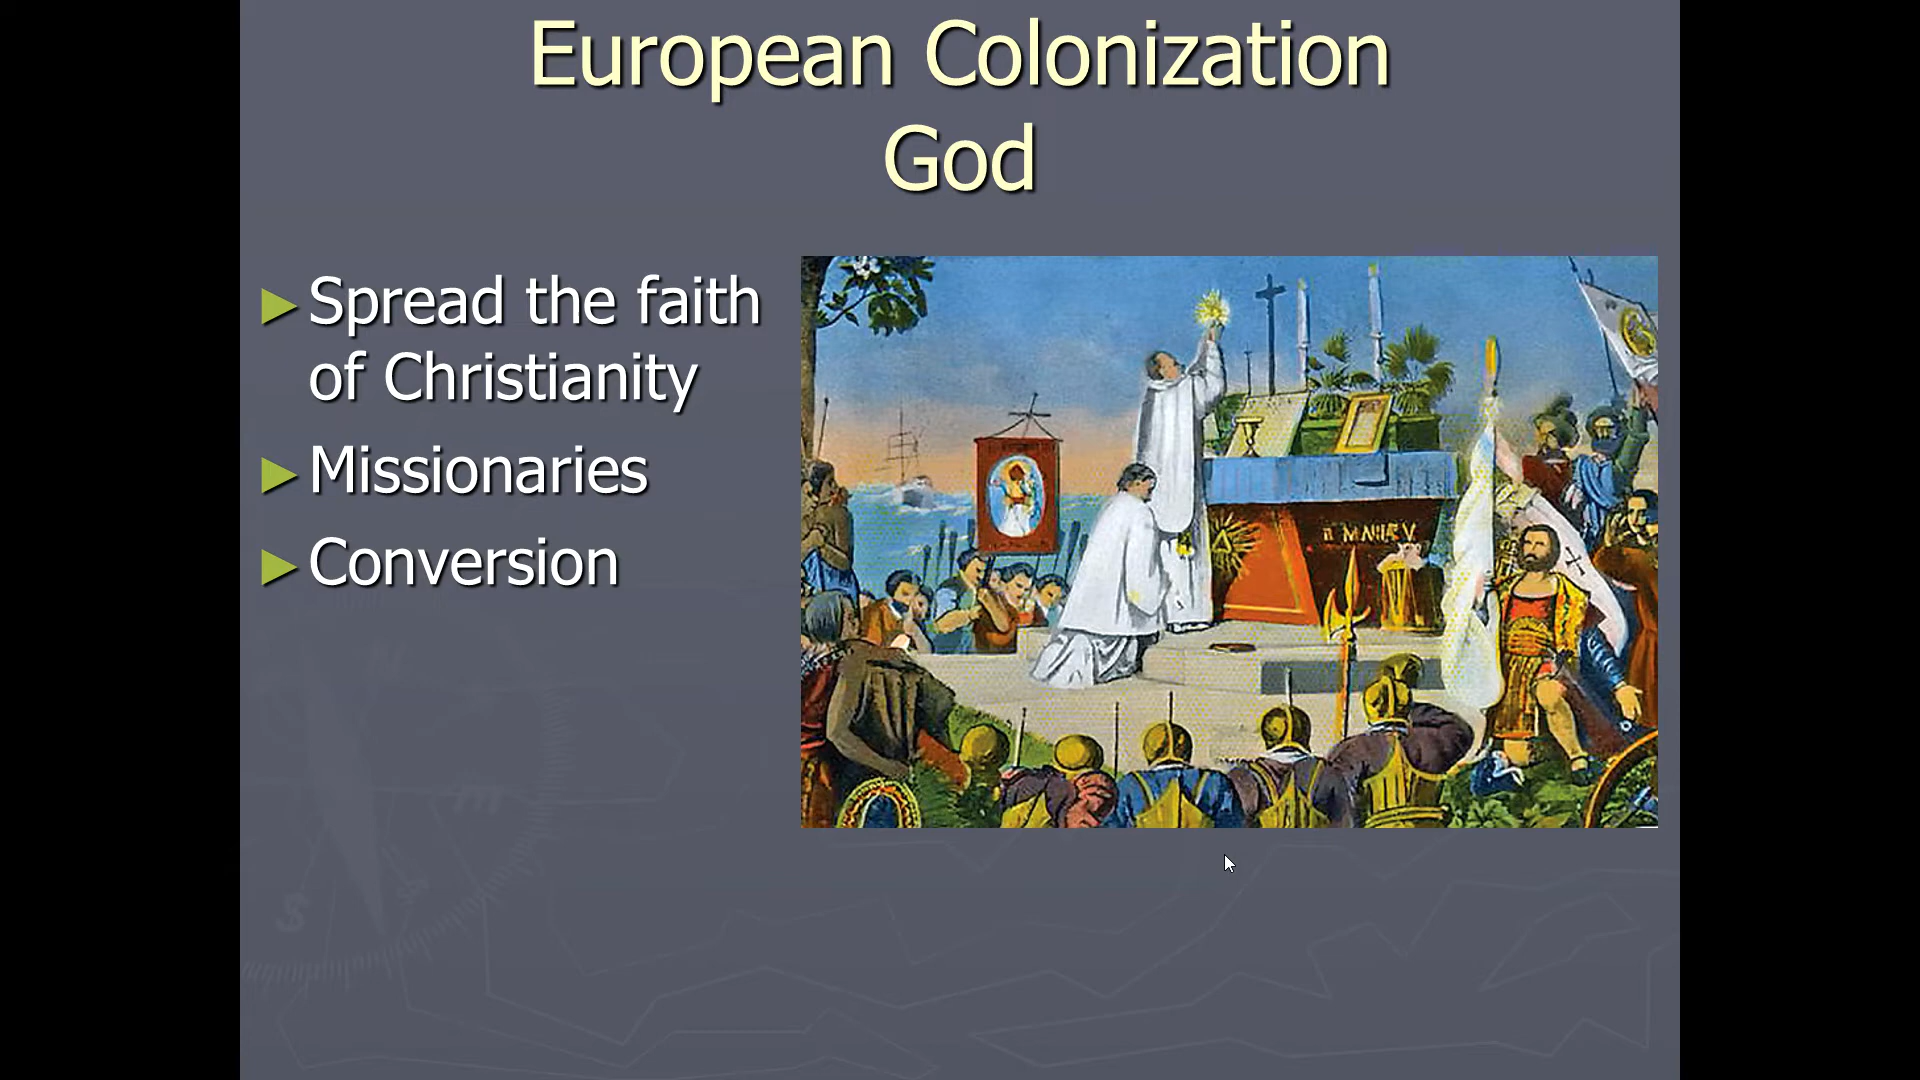 European Colonization
God
►Spread the faith
of Christianity
►Missionaries
►Conversion